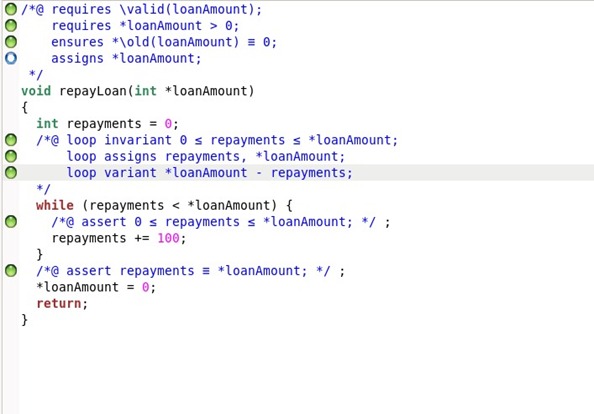 /*@ requires \valid(loanAmount);
requires *loanAmount > 0;
ensures *\old(loanAmount) ≡ 0;
assigns *loanAmount;
*/
void repayLoan(int *loanAmount)
{
int repayments = 0;
/*@ loop invariant 0 ≤ repayments ≤ *loanAmount;
loop assigns repayments, *loanAmount;
loop variant *loanAmount - repayments;
*/
while (repayments < *loanAmount) {
/*@ assert 0 ≤ repayments ≤ *loanAmount; */ ;
repayments += 100;
}
/*@ assert repayments ≡ *loanAmount; */ ;
*loanAmount = 0;
return;
}